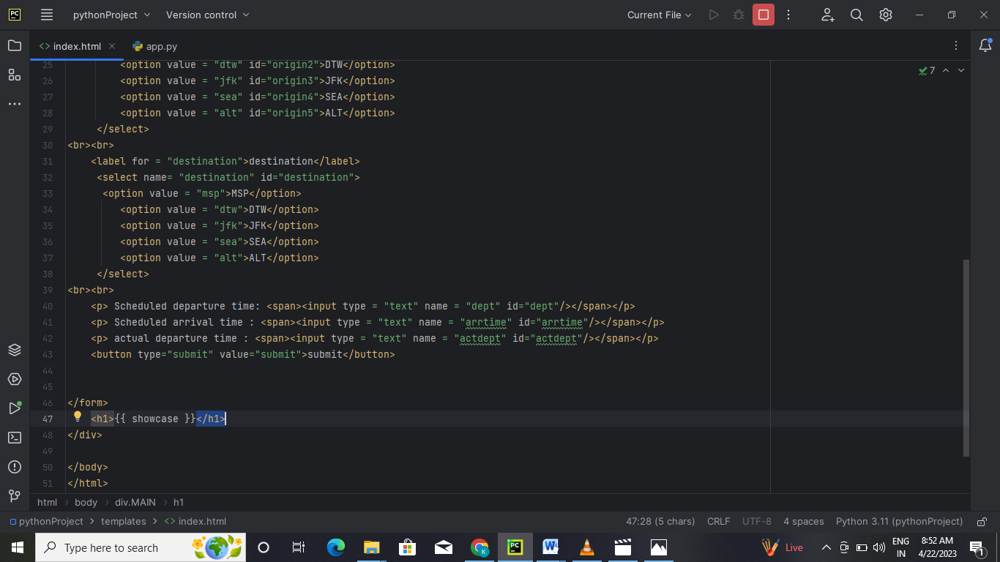 PC pythonProject Version control Current File
index.html app.py
25 <option value = "dtw" id="origin2">DTW</option>
26 <option value = "jfk" id="origin3">JFK</option>
27 <option value = "sea" id="origin4">SEA</option>
28 <option value = "alt" id="origin5">ALT</option>
29 </select>
30 <br><br>
31 <label for = "destination">destination</label>
32 <select name= "destination" id="destination">
33 <option value = "msp">MSP</option>
34 <option value = "dtw">DTW</option>
35 <option value = "jfk">JFK</option>
36 <option value = "sea">SEA</option>
37 <option value = "alt">ALT</option>
38 </select>
39 <br><br>
40 <p> Scheduled departure time: <span><input type = "text" name = "dept" id="dept"/></span></p>
41 <p> Scheduled arrival time : <span><input type = "text" name = "arrtime" id="arrtime"/></span></p>
42 <p> actual departure time : <span><input type = "text" name = "actdept" id="actdept"/></span></p>
43 <button type="submit" value="submit">submit</button>
44
45
46 </form>
47 <h1>{{ showcase }}</h1>
48 </div>
49
50 </body>
51 </html>
7
html › body › div.MAIN › h1
pythonProject > templates > <> index.html 47:28 (5 chars) CRLF UTF-8 4 spaces Python 3.11 (pythonProject)
Type here to search K PC W Live ENG IN 8:52 AM 4/22/2023 1